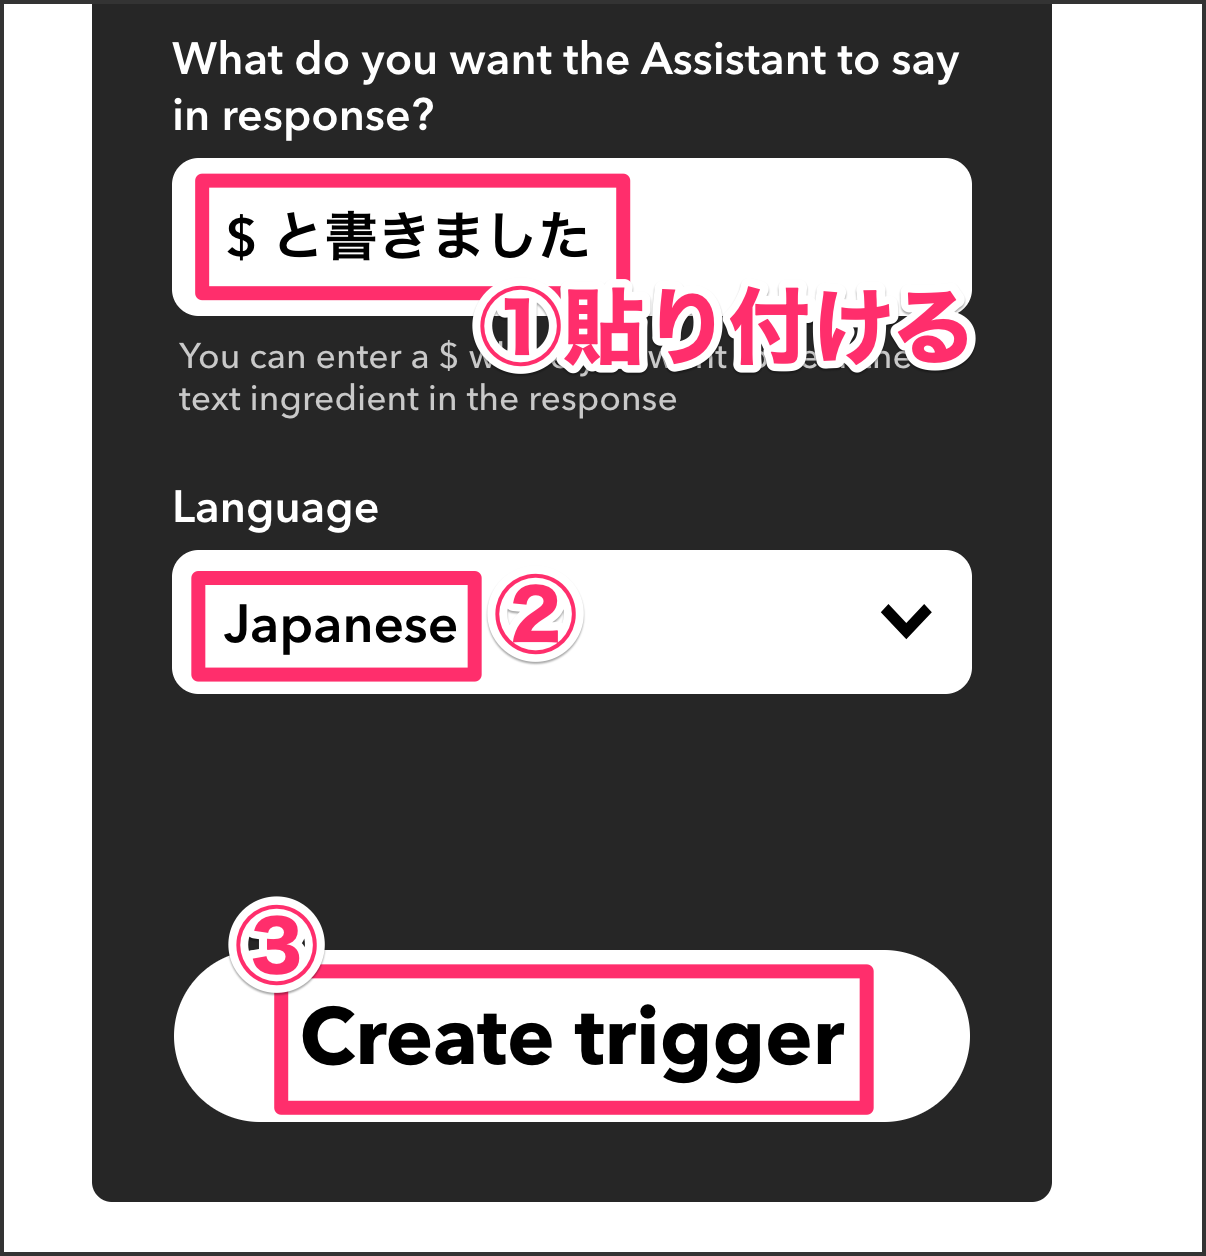 What do you want the Assistant to say
in response?
$ と書きました
①貼り付ける
You can enter a $
text ingredient in the response
Language
Japanese
②
③
Create trigger